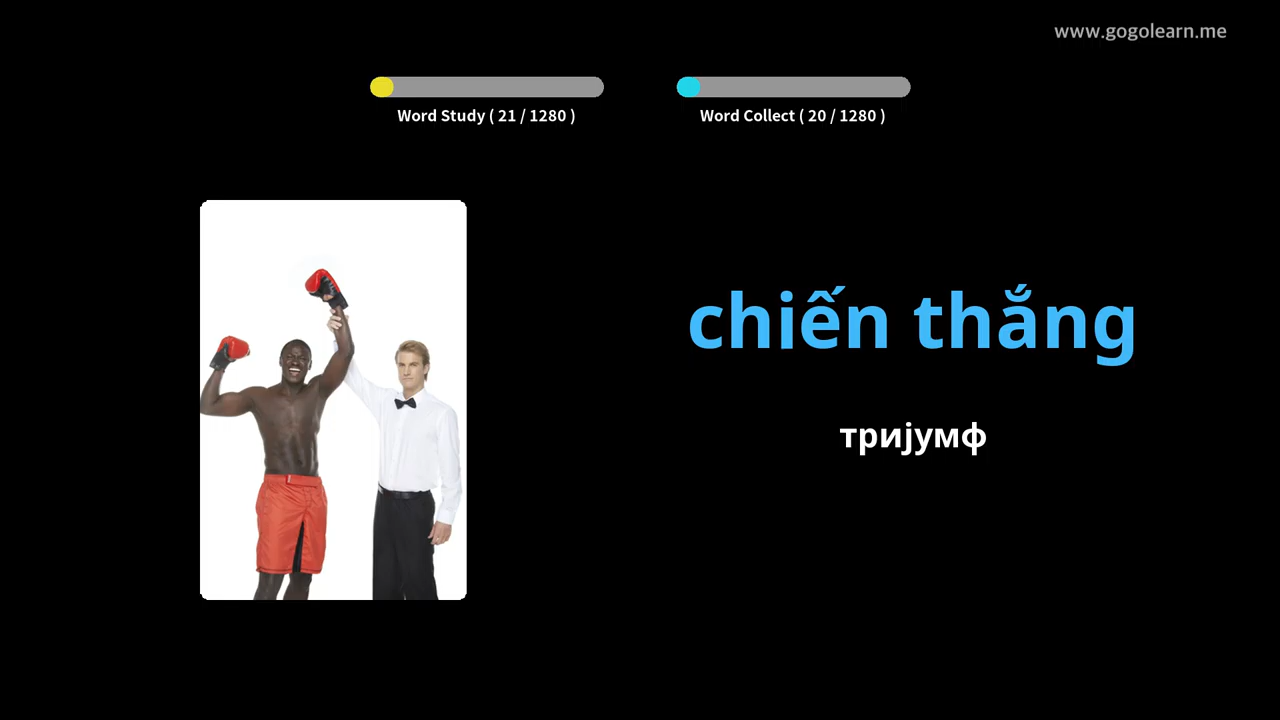 www.gogolearn.me
Word Study ( 21 / 1280 )
Word Collect ( 20 / 1280 )
chiến thắng
тријумф